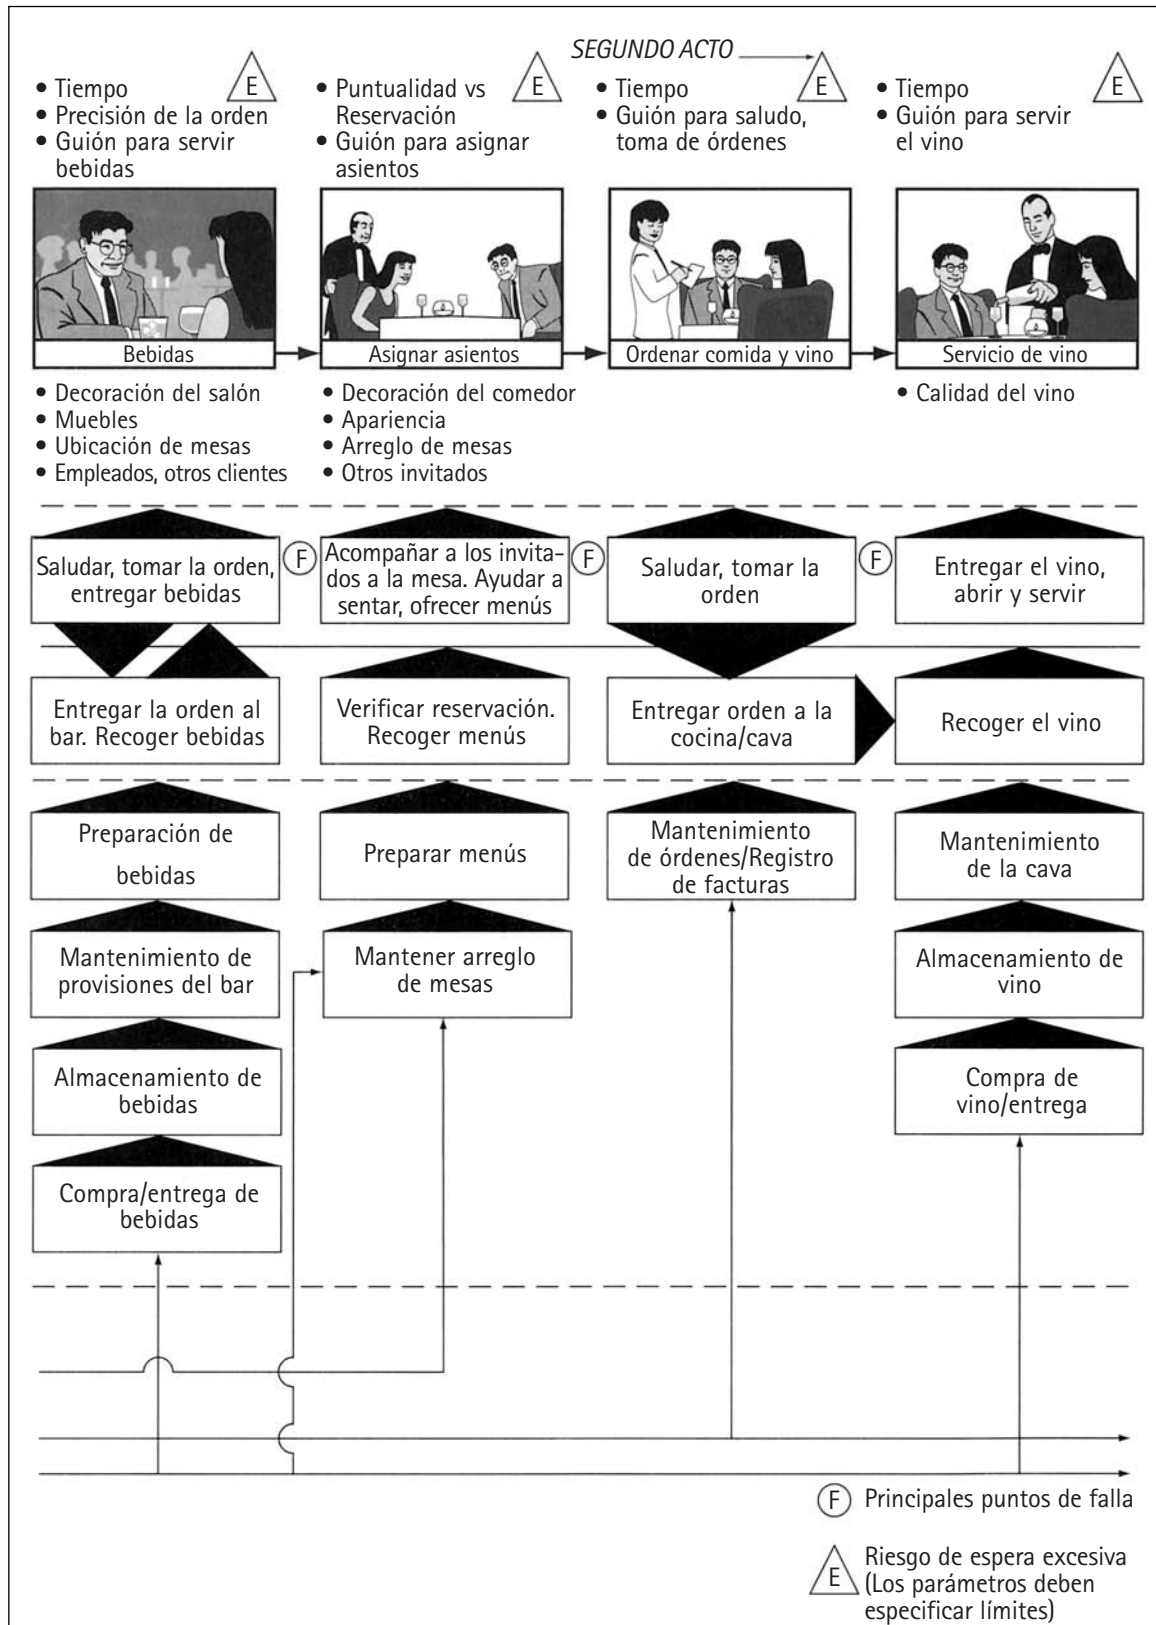 SEGUNDO ACTO
E
• Tiempo
• Precisión de la orden
• Guión para servir
bebidas
E
• Puntualidad vs
Reservación
• Guión para asignar
asientos
E
• Tiempo
• Guión para saludo,
toma de órdenes
E
• Tiempo
• Guión para servir
el vino
Bebidas
Asignar asientos
Ordenar comida y vino
Servicio de vino
• Decoración del salón
• Muebles
• Ubicación de mesas
• Empleados, otros clientes
• Decoración del comedor
• Apariencia
• Arreglo de mesas
• Otros invitados
• Calidad del vino
Saludar, tomar la orden,
entregar bebidas
F
Acompañar a los invita-
dos a la mesa. Ayudar a
sentar, ofrecer menús
F
Saludar, tomar la
orden
F
Entregar el vino,
abrir y servir
Entregar la orden al
bar. Recoger bebidas
Verificar reservación.
Recoger menús
Entregar orden a la
cocina/cava
Recoger el vino
Preparación de
bebidas
Preparar menús
Mantenimiento
de órdenes/Registro
de facturas
Mantenimiento
de la cava
Mantenimiento de
provisiones del bar
Mantener arreglo
de mesas
Almacenamiento de
vino
Almacenamiento de
bebidas
Compra de
vino/entrega
Compra/entrega de
bebidas
F Principales puntos de falla
E Riesgo de espera excesiva
(Los parámetros deben
especificar límites)